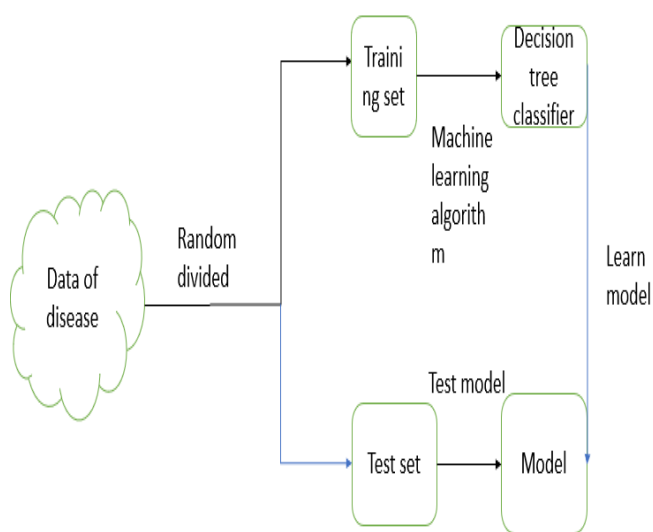 Traini
ng set
Decision
tree
classifier
Machine
learning
algorith
m
Random
divided
Data of
disease
Learn
model
Test model
Test set
Model